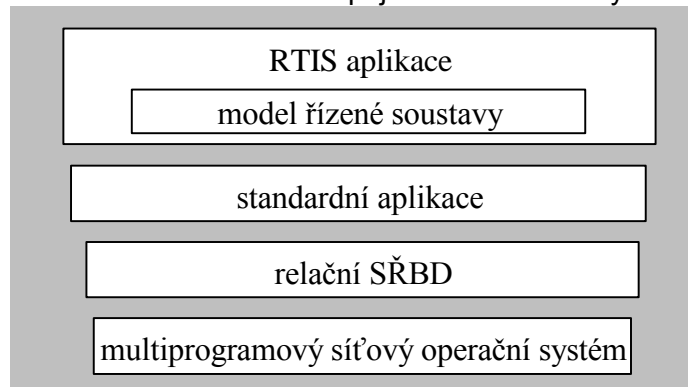 RTIS aplikace
model řízené soustavy
standardní aplikace
relační SŘBD
multiprogramový síťový operační systém